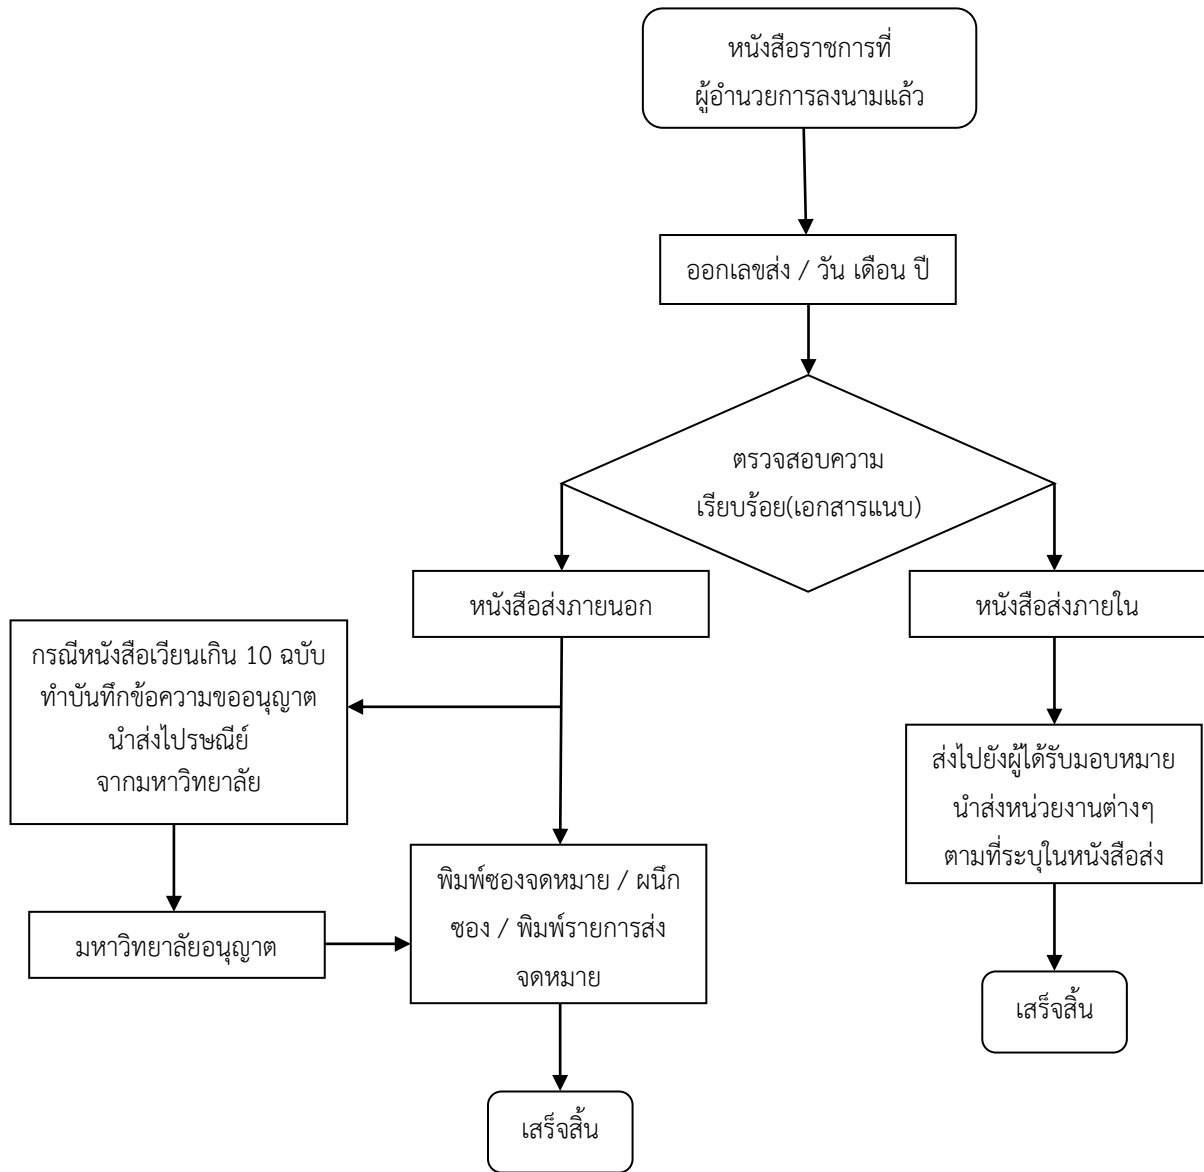 หนังสือราชการที่
ผู้อำนวยการลงนามแล้ว
ออกเลขส่ง / วัน เดือน ปี
ตรวจสอบความ
เรียบร้อย(เอกสารแนบ)
หนังสือส่งภายนอก
หนังสือส่งภายใน
กรณีหนังสือเวียนเกิน 10 ฉบับ
ทำบันทึกข้อความขออนุญาต
นำส่งไปรษณีย์
จากมหาวิทยาลัย
ส่งไปยังผู้ได้รับมอบหมาย
นำส่งหน่วยงานต่างๆ
ตามที่ระบุในหนังสือส่ง
พิมพ์ซองจดหมาย / ผนึก
ซอง / พิมพ์รายการส่ง
จดหมาย
มหาวิทยาลัยอนุญาต
เสร็จสิ้น
เสร็จสิ้น